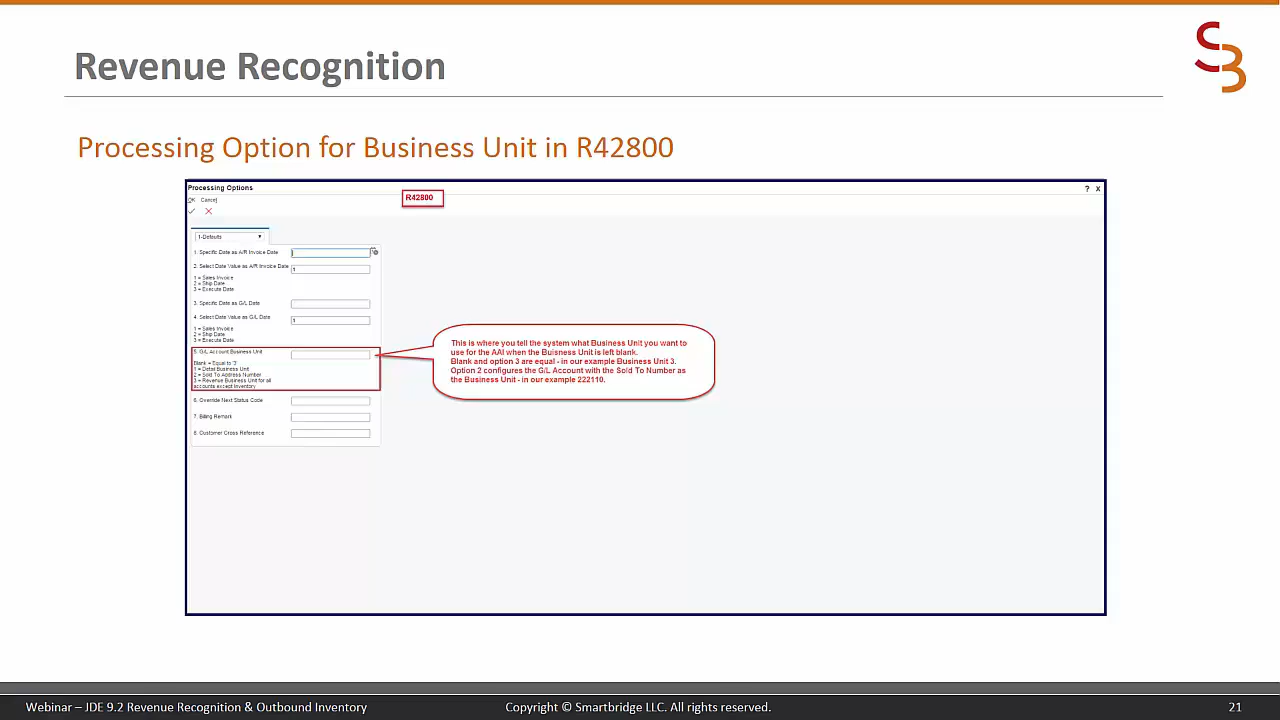 Revenue Recognition
Processing Option for Business Unit in R42800
Processing Options
? X
OK Cancel
R42800
1-Defaults
1. Specific Date as A/R Invoice Date
2. Select Date Value as A/R Invoice Date 1
1 = Sales Invoice
2 = Ship Date
3 = Execute Date
3. Specific Date as G/L Date
4. Select Date Value as G/L Date 1
1 = Sales Invoice
2 = Ship Date
3 = Execute Date
5. G/L Account Business Unit
Blank = Equal to '3'
1 = Detail Business Unit
2 = Sold To Address Number
3 = Revenue Business Unit for all
accounts except Inventory
6. Override Next Status Code
7. Billing Remark
8. Customer Cross Reference
This is where you tell the system what Business Unit you want to
use for the AAI when the Buisness Unit is left blank.
Blank and option 3 are equal - in our example Business Unit 3.
Option 2 configures the G/L Account with the Sold To Number as
the Business Unit - in our example 222110.
Webinar – JDE 9.2 Revenue Recognition & Outbound Inventory
Copyright © Smartbridge LLC. All rights reserved.
21